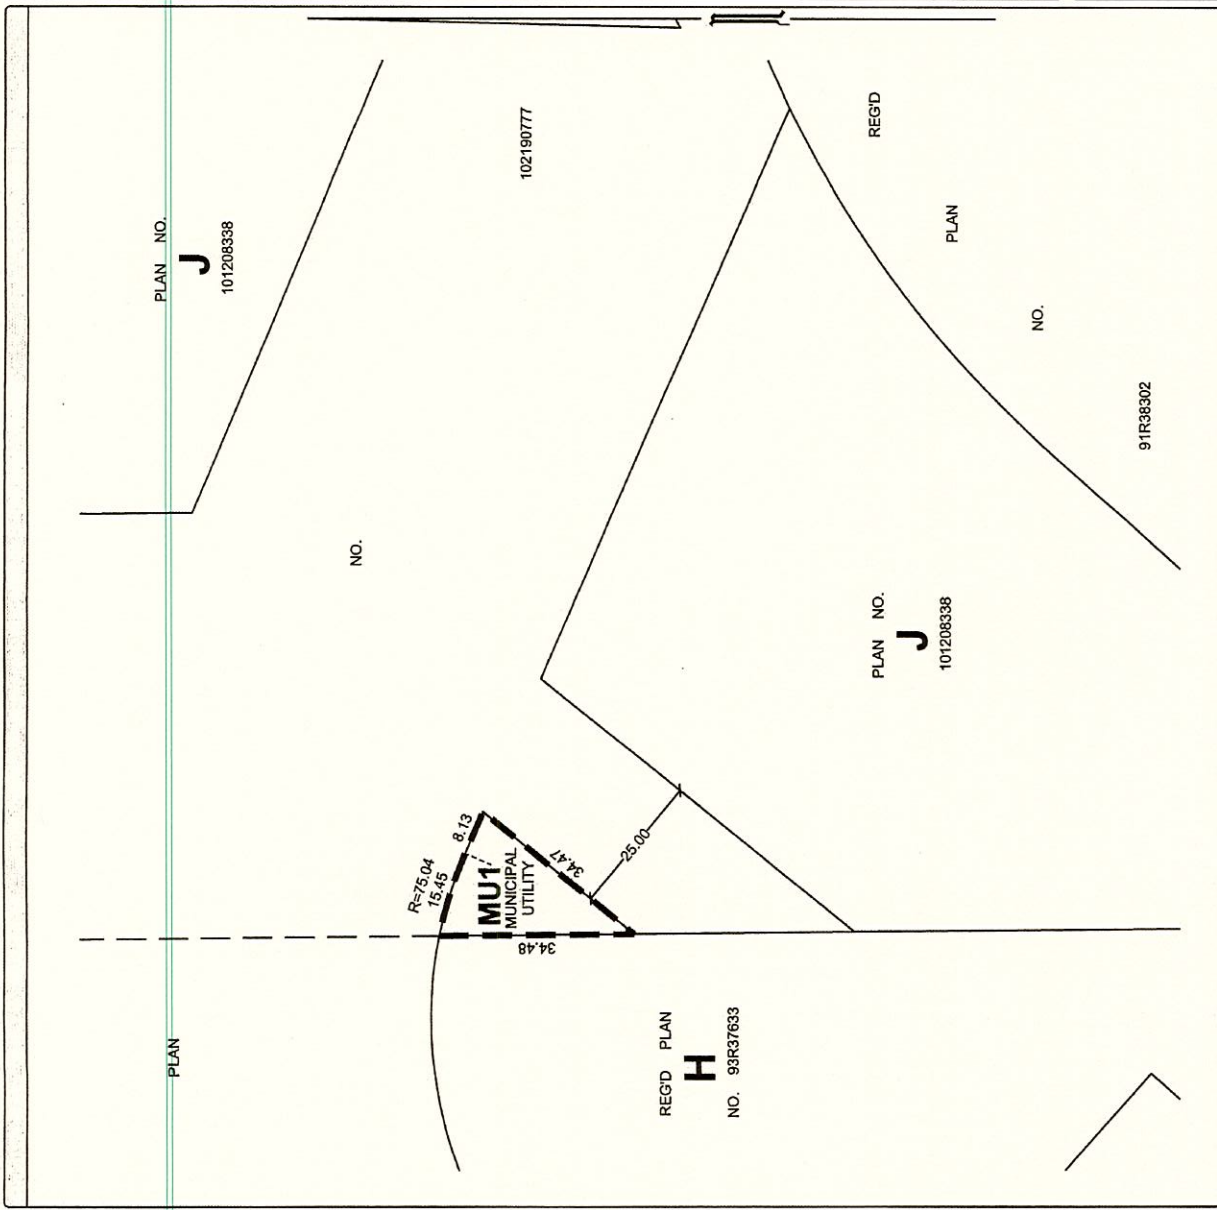 PLAN NO.
J
101208338
102190777
REG'D
PLAN
NO.
91R38302
NO.
PLAN
PLAN NO.
J
101208338
R=75.04
15.45
8.13
MU1
MUNICIPAL
UTILITY
34.47
34.48
25.00
REG'D PLAN
H
NO. 93R37633